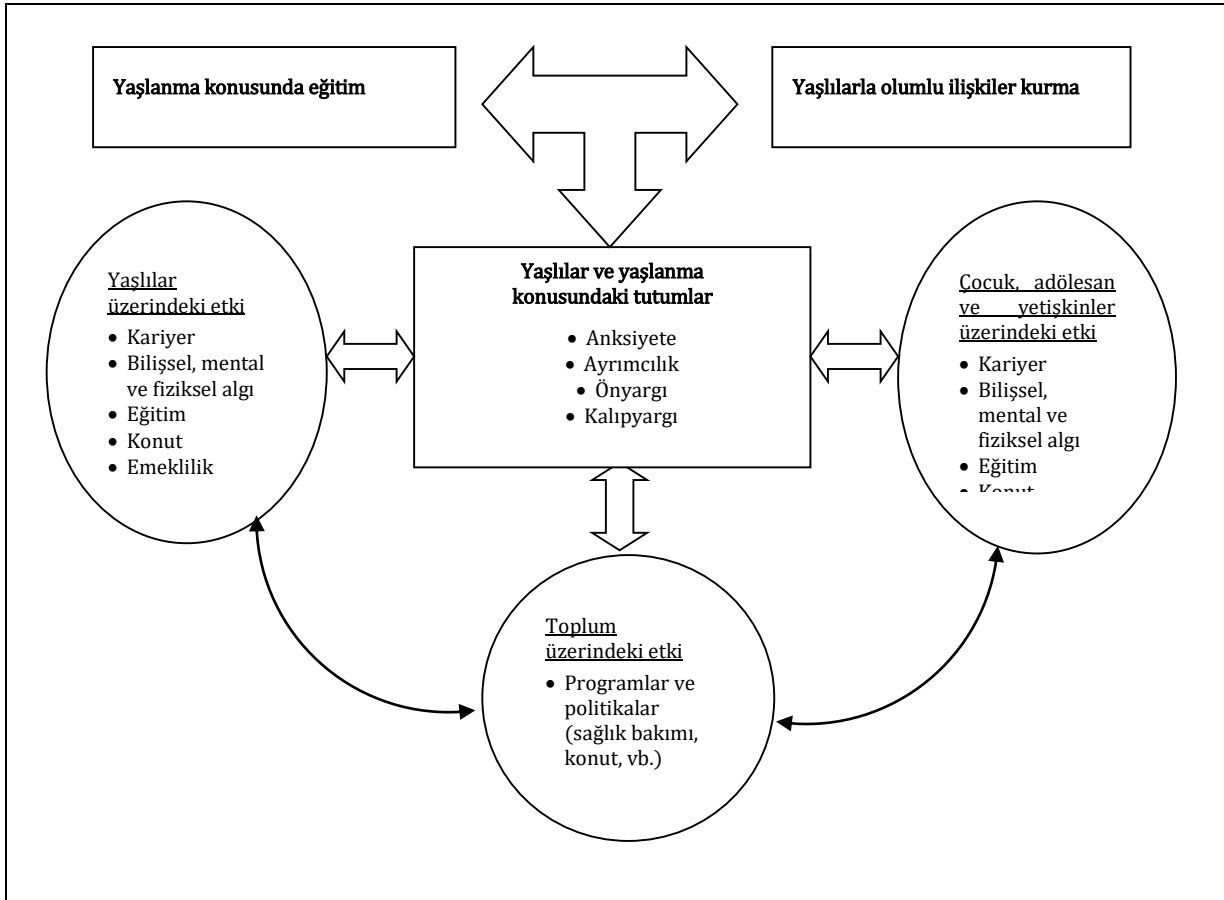 Yaşlanma konusunda eğitim
Yaşlılarla olumlu ilişkiler kurma
Yaşlılar
üzerindeki etki
• Kariyer
• Bilişsel, mental
ve fiziksel algı
• Eğitim
• Konut
• Emeklilik
Yaşlılar ve yaşlanma
konusundaki tutumlar
• Anksiyete
• Ayrımcılık
• Önyargı
• Kalıpyargı
Çocuk, adölesan
ve yetişkinler
üzerindeki etki
• Kariyer
• Bilişsel,
mental ve
fiziksel algı
• Eğitim
• Konut
Toplum
üzerindeki etki
• Programlar ve
politikalar
(sağlık bakımı,
konut, vb.)